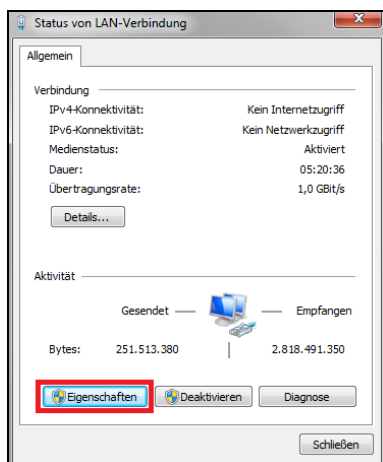 Status von LAN-Verbindung
Allgemein
Verbindung
IPv4-Konnektivität: Kein Internetzugriff
IPv6-Konnektivität: Kein Netzwerkzugriff
Medienstatus: Aktiviert
Dauer: 05:20:36
Übertragungsrate: 1,0 GBit/s
Details...
Aktivität
Gesendet Empfangen
Bytes: 251.513.380 2.818.491.350
Eigenschaften Deaktivieren Diagnose
Schließen